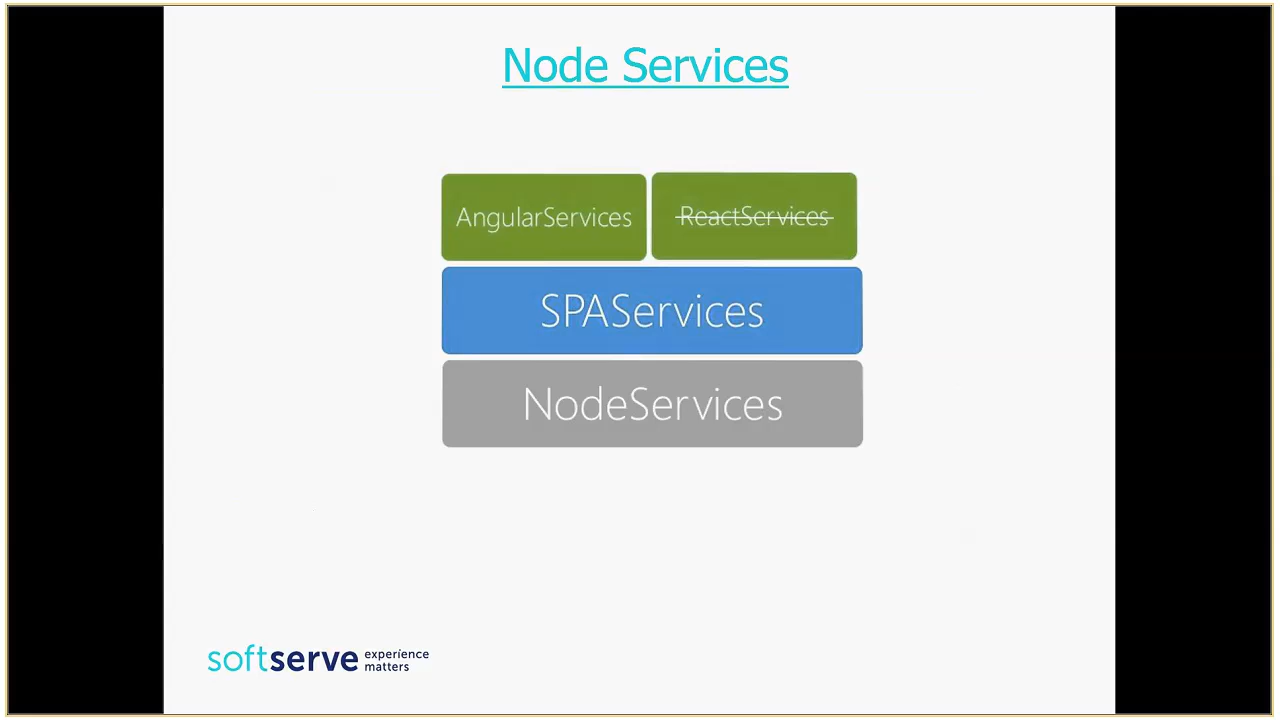 Node Services
AngularServices
ReactServices
SPAServices
NodeServices
softserve experience
matters